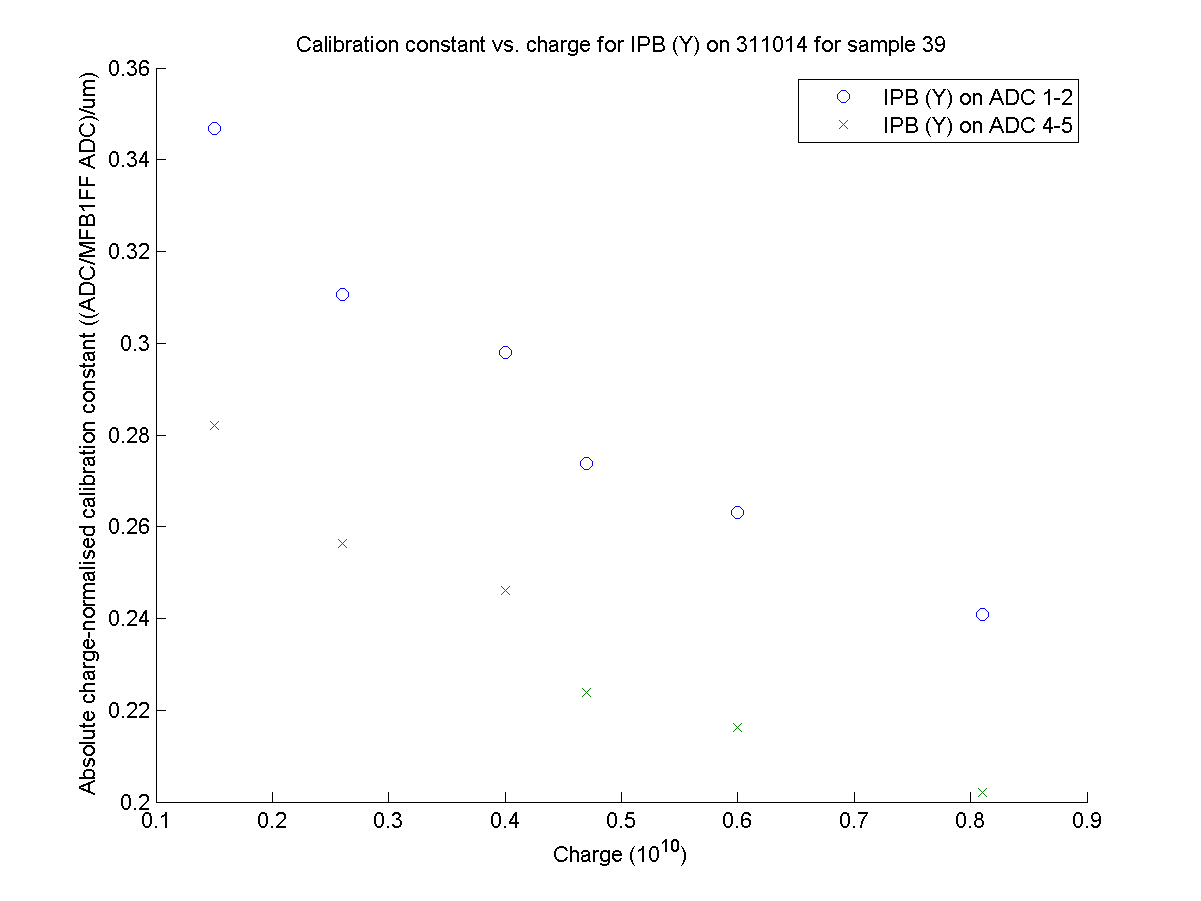 Calibration constant vs. charge for IPB (Y) on 311014 for sample 39
IPB (Y) on ADC 1-2
IPB (Y) on ADC 4-5
Absolute charge-normalised calibration constant ((ADC/MFB1FF ADC)/um)
0.36
0.34
0.32
0.3
0.28
0.26
0.24
0.22
0.2
0.1 0.2 0.3 0.4 0.5 0.6 0.7 0.8 0.9
Charge (10^10)